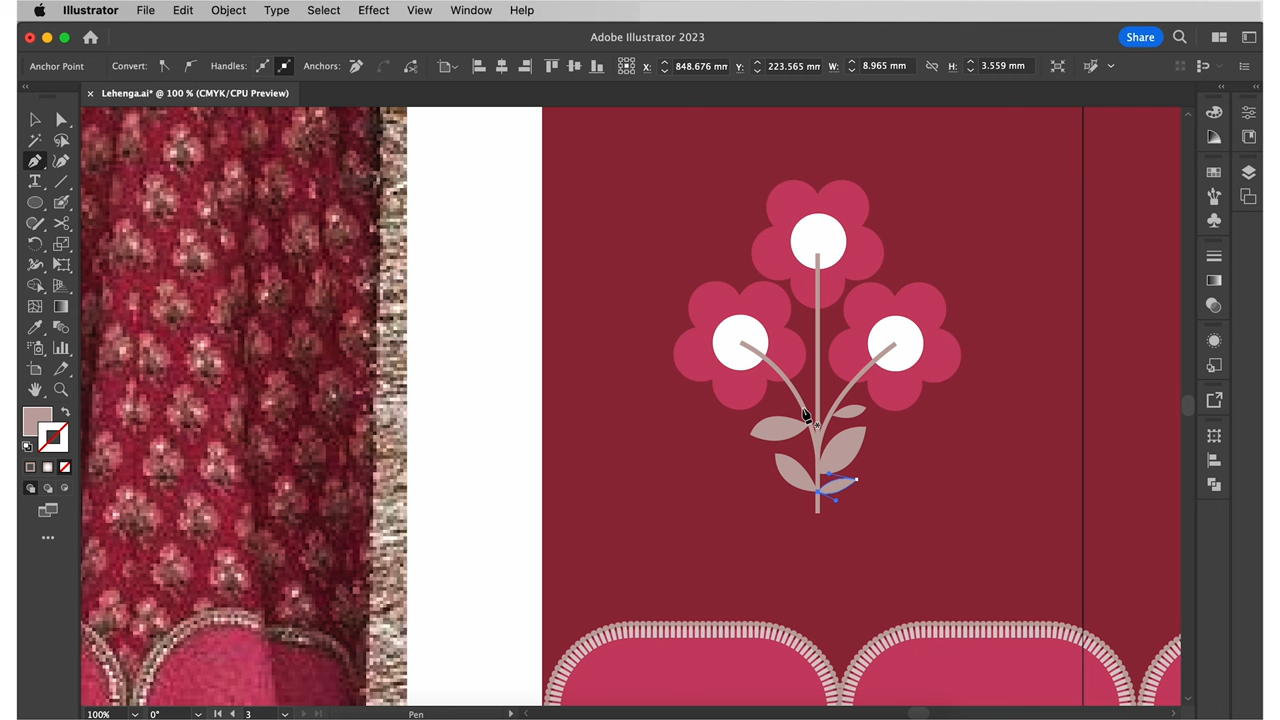 Illustrator File Edit Object Type Select Effect View Window Help
Adobe Illustrator 2023
Share
Anchor Point Convert: Handles: Anchors: X: 848.676 mm Y: 223.565 mm W: 8.965 mm H: 3.559 mm
Lehenga.ai* @ 100 % (CMYK/CPU Preview)
100% 0° 3 Pen